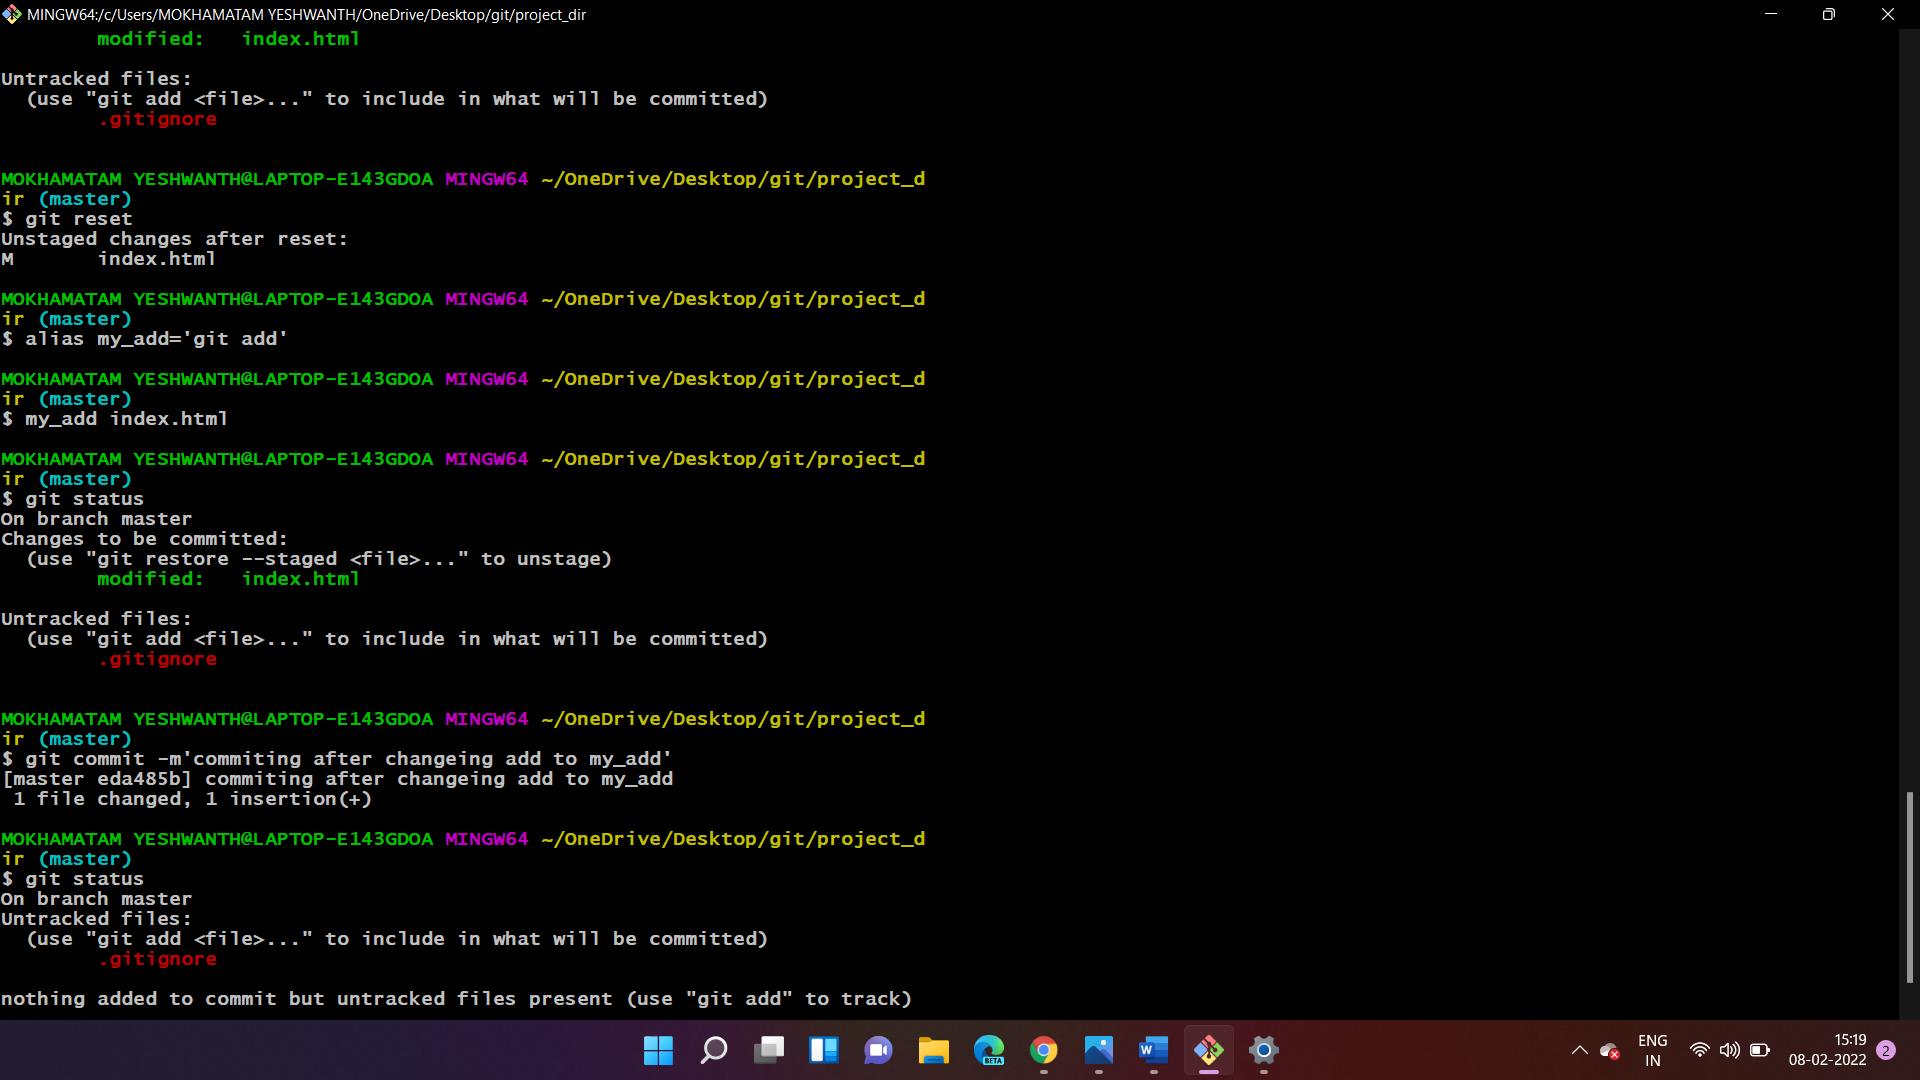 MINGW64:/c/Users/MOKHAMATAM YESHWANTH/OneDrive/Desktop/git/project_dir
        modified:   index.html
Untracked files:
  (use "git add <file>..." to include in what will be committed)
        .gitignore
MOKHAMATAM YESHWANTH@LAPTOP-E143GDOA MINGW64 ~/OneDrive/Desktop/git/project_d
ir (master)
$ git reset
Unstaged changes after reset:
M       index.html
MOKHAMATAM YESHWANTH@LAPTOP-E143GDOA MINGW64 ~/OneDrive/Desktop/git/project_d
ir (master)
$ alias my_add='git add'
MOKHAMATAM YESHWANTH@LAPTOP-E143GDOA MINGW64 ~/OneDrive/Desktop/git/project_d
ir (master)
$ my_add index.html
MOKHAMATAM YESHWANTH@LAPTOP-E143GDOA MINGW64 ~/OneDrive/Desktop/git/project_d
ir (master)
$ git status
On branch master
Changes to be committed:
  (use "git restore --staged <file>..." to unstage)
        modified:   index.html
Untracked files:
  (use "git add <file>..." to include in what will be committed)
        .gitignore
MOKHAMATAM YESHWANTH@LAPTOP-E143GDOA MINGW64 ~/OneDrive/Desktop/git/project_d
ir (master)
$ git commit -m'commiting after changeing add to my_add'
[master eda485b] commiting after changeing add to my_add
 1 file changed, 1 insertion(+)
MOKHAMATAM YESHWANTH@LAPTOP-E143GDOA MINGW64 ~/OneDrive/Desktop/git/project_d
ir (master)
$ git status
On branch master
Untracked files:
  (use "git add <file>..." to include in what will be committed)
        .gitignore
nothing added to commit but untracked files present (use "git add" to track)
BETA
W
ENG
IN
15:19
08-02-2022
2